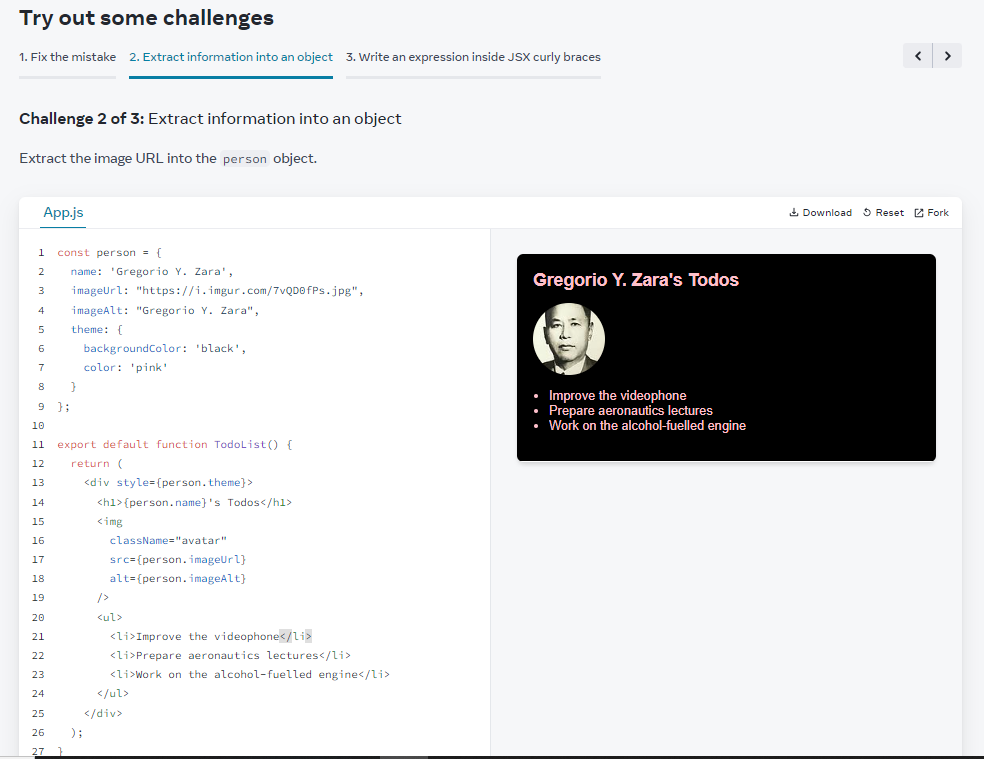 Try out some challenges
1. Fix the mistake 2. Extract information into an object 3. Write an expression inside JSX curly braces
Challenge 2 of 3: Extract information into an object
Extract the image URL into the person object.
App.js
Download Reset Fork
1 const person = {
2 name: 'Gregorio Y. Zara',
3 imageUrl: "https://i.imgur.com/7vQD0fPs.jpg",
4 imageAlt: "Gregorio Y. Zara",
5 theme: {
6 backgroundColor: 'black',
7 color: 'pink'
8 }
9 };
10
11 export default function TodoList() {
12 return (
13 <div style={person.theme}>
14 <h1>{person.name}'s Todos</h1>
15 <img
16 className="avatar"
17 src={person.imageUrl}
18 alt={person.imageAlt}
19 />
20 <ul>
21 <li>Improve the videophone</li>
22 <li>Prepare aeronautics lectures</li>
23 <li>Work on the alcohol-fuelled engine</li>
24 </ul>
25 </div>
26 );
27 }
Gregorio Y. Zara's Todos
• Improve the videophone
• Prepare aeronautics lectures
• Work on the alcohol-fuelled engine